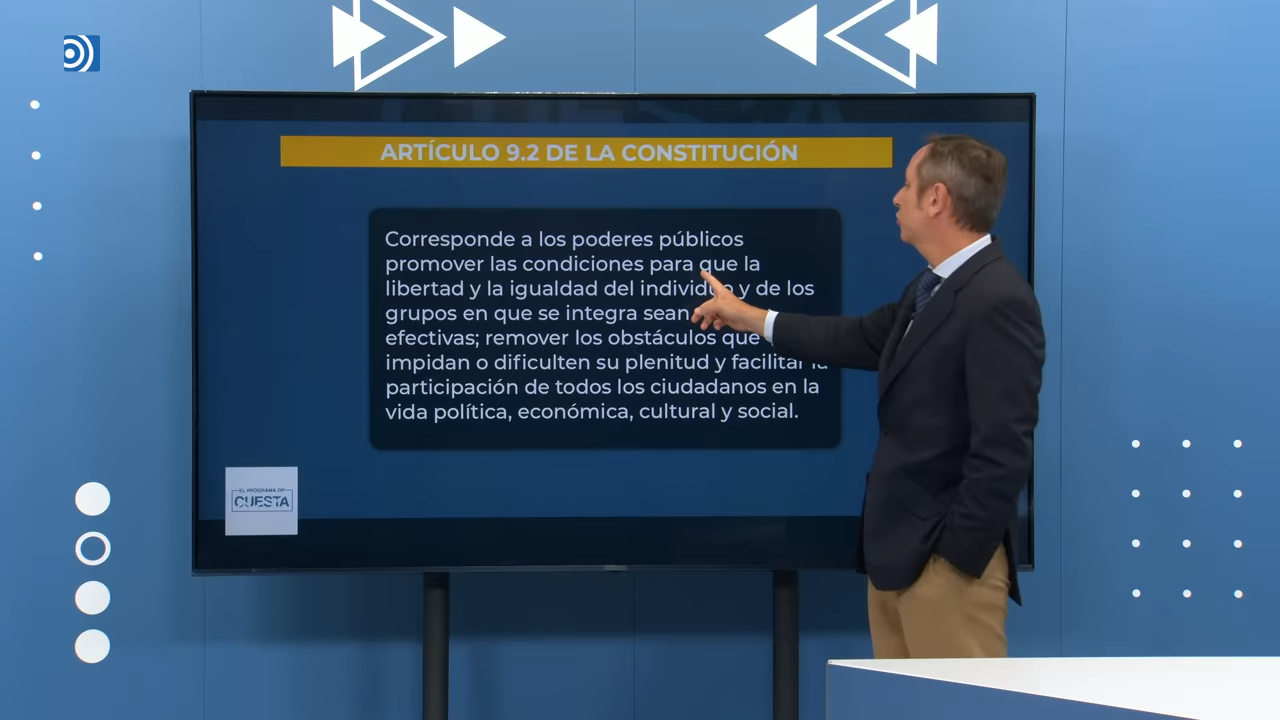 ARTÍCULO 9.2 DE LA CONSTITUCIÓN
Corresponde a los poderes públicos
promover las condiciones para que la
libertad y la igualdad del individuo y de los
grupos en que se integra sean
efectivas; remover los obstáculos que
impidan o dificulten su plenitud y facilitar la
participación de todos los ciudadanos en la
vida política, económica, cultural y social.
EL PROGRAMA DE
CUESTA